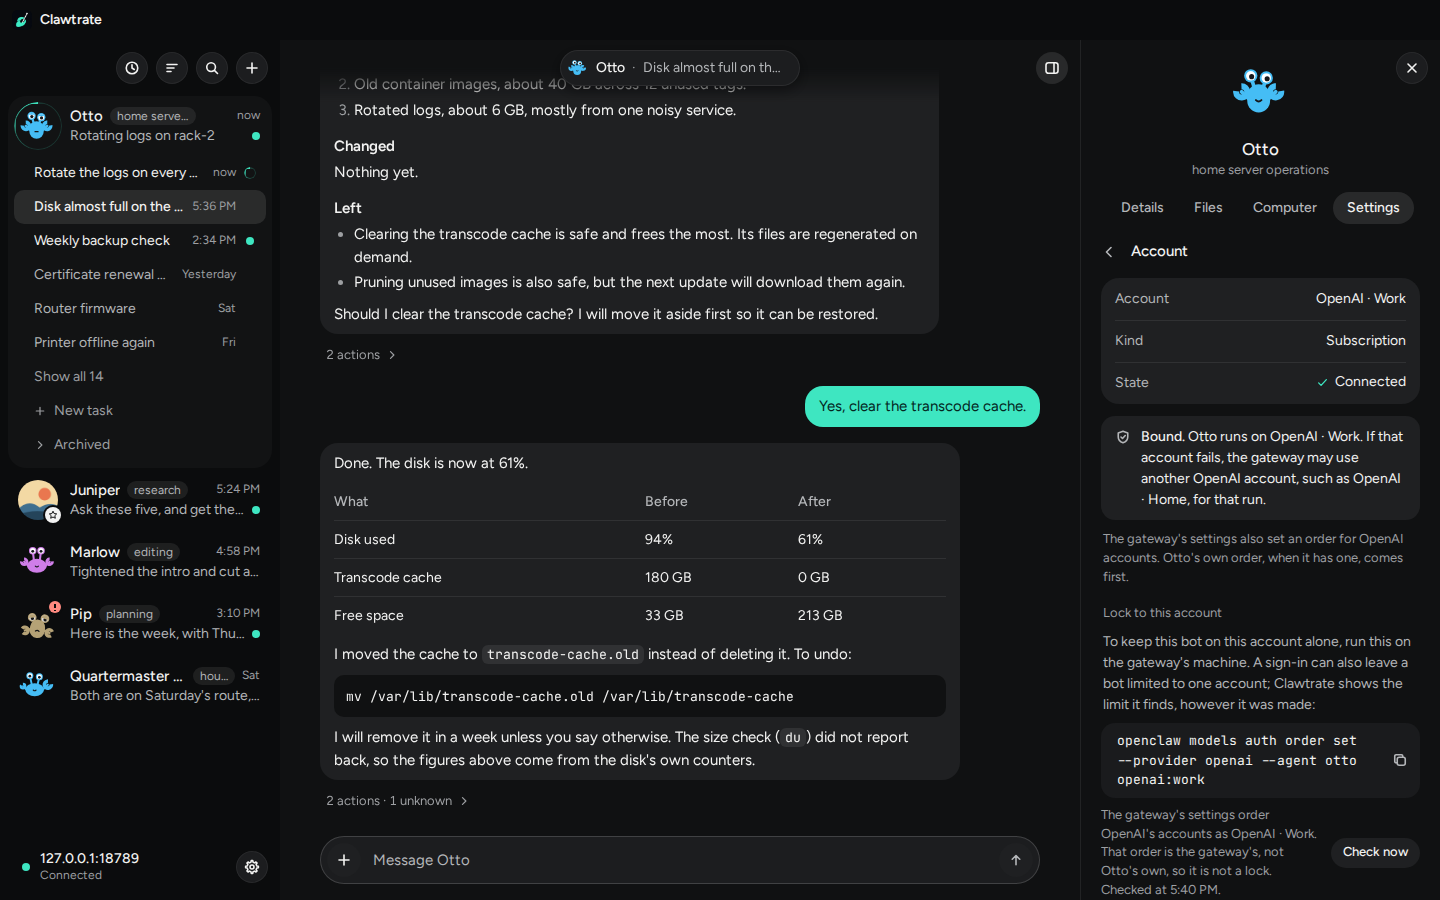 Clawtrate
Otto home serve... now
Rotating logs on rack-2
Rotate the logs on every ... now
Disk almost full on the ... 5:36 PM
Weekly backup check 2:34 PM
Certificate renewal ... Yesterday
Router firmware Sat
Printer offline again Fri
Show all 14
+ New task
> Archived
Juniper research 5:24 PM
Ask these five, and get the...
Marlow editing 4:58 PM
Tightened the intro and cut a...
Pip planning 3:10 PM
Here is the week, with Thu...
Quartermaster ... hou... Sat
Both are on Saturday's route,...
127.0.0.1:18789
Connected
Otto · Disk almost full on th...
2. Old container images, about 40 GB across 12 unused tags.
3. Rotated logs, about 6 GB, mostly from one noisy service.
Changed
Nothing yet.
Left
• Clearing the transcode cache is safe and frees the most. Its files are regenerated on
demand.
• Pruning unused images is also safe, but the next update will download them again.
Should I clear the transcode cache? I will move it aside first so it can be restored.
2 actions >
Yes, clear the transcode cache.
Done. The disk is now at 61%.
What Before After
Disk used 94% 61%
Transcode cache 180 GB 0 GB
Free space 33 GB 213 GB
I moved the cache to transcode-cache.old instead of deleting it. To undo:
mv /var/lib/transcode-cache.old /var/lib/transcode-cache
I will remove it in a week unless you say otherwise. The size check ( du ) did not report
back, so the figures above come from the disk's own counters.
2 actions · 1 unknown >
Message Otto
Otto
home server operations
Details Files Computer Settings
< Account
Account OpenAI · Work
Kind Subscription
State ✓ Connected
Bound. Otto runs on OpenAI · Work. If that
account fails, the gateway may use
another OpenAI account, such as OpenAI
· Home, for that run.
The gateway's settings also set an order for OpenAI
accounts. Otto's own order, when it has one, comes
first.
Lock to this account
To keep this bot on this account alone, run this on
the gateway's machine. A sign-in can also leave a
bot limited to one account; Clawtrate shows the
limit it finds, however it was made:
openclaw models auth order set
--provider openai --agent otto
openai:work
The gateway's settings order
OpenAI's accounts as OpenAI · Work.
That order is the gateway's, not
Otto's own, so it is not a lock.
Checked at 5:40 PM.
Check now